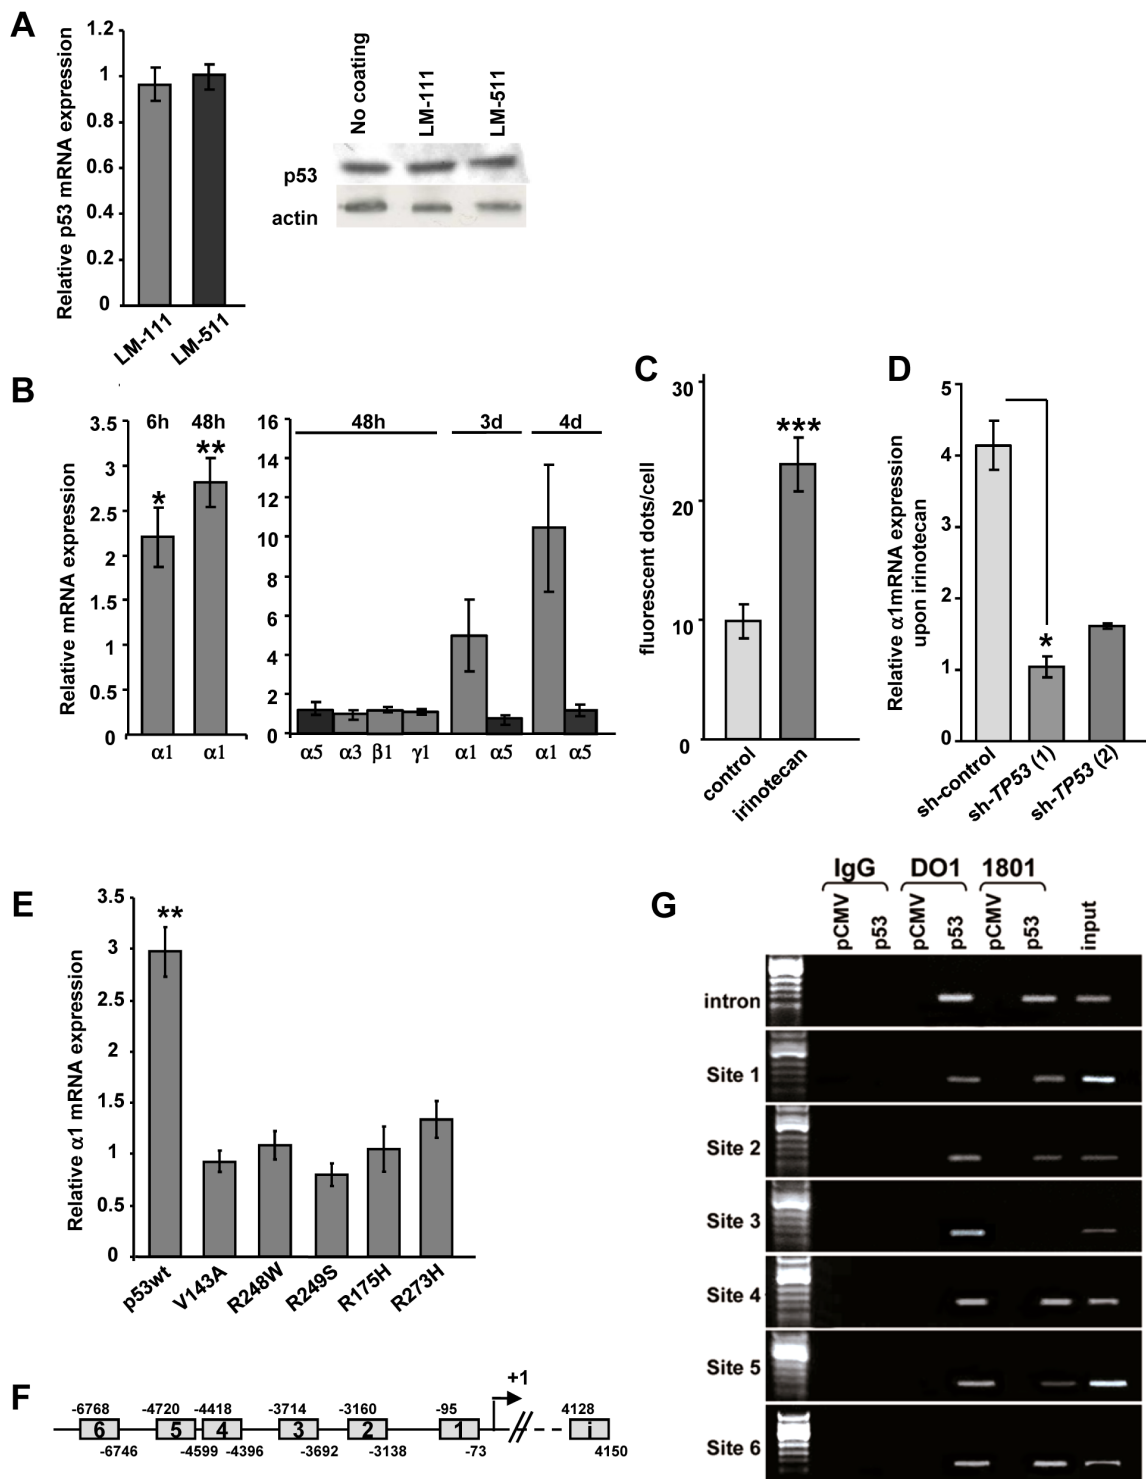 A
Relative p53 mRNA expression
1.2
1
0.8
0.6
0.4
0.2
0
LM-111
LM-511
No coating
LM-111
LM-511
p53
actin
B
Relative mRNA expression
3.5
3
2.5
2
1.5
1
0.5
0
6h 48h
* **
α1 α1
16
14
12
10
8
6
4
2
0
48h 3d 4d
α5 α3 β1 γ1 α1 α5 α1 α5
C
fluorescent dots/cell
30
20
10
0
***
control
irinotecan
D
Relative α1mRNA expression
upon irinotecan
5
4
3
2
1
0
*
sh-control
sh-TP53 (1)
sh-TP53 (2)
E
Relative α1 mRNA expression
3.5
3
2.5
2
1.5
1
0.5
0
**
p53wt
V143A
R248W
R249S
R175H
R273H
F
+1
-6768 -4720 -4418 -3714 -3160 -95 4128
6 5 4 3 2 1 i
-6746 -4599 -4396 -3692 -3138 -73 4150
G
IgG DO1 1801
pCMV p53 pCMV p53 pCMV p53 input
intron
Site 1
Site 2
Site 3
Site 4
Site 5
Site 6